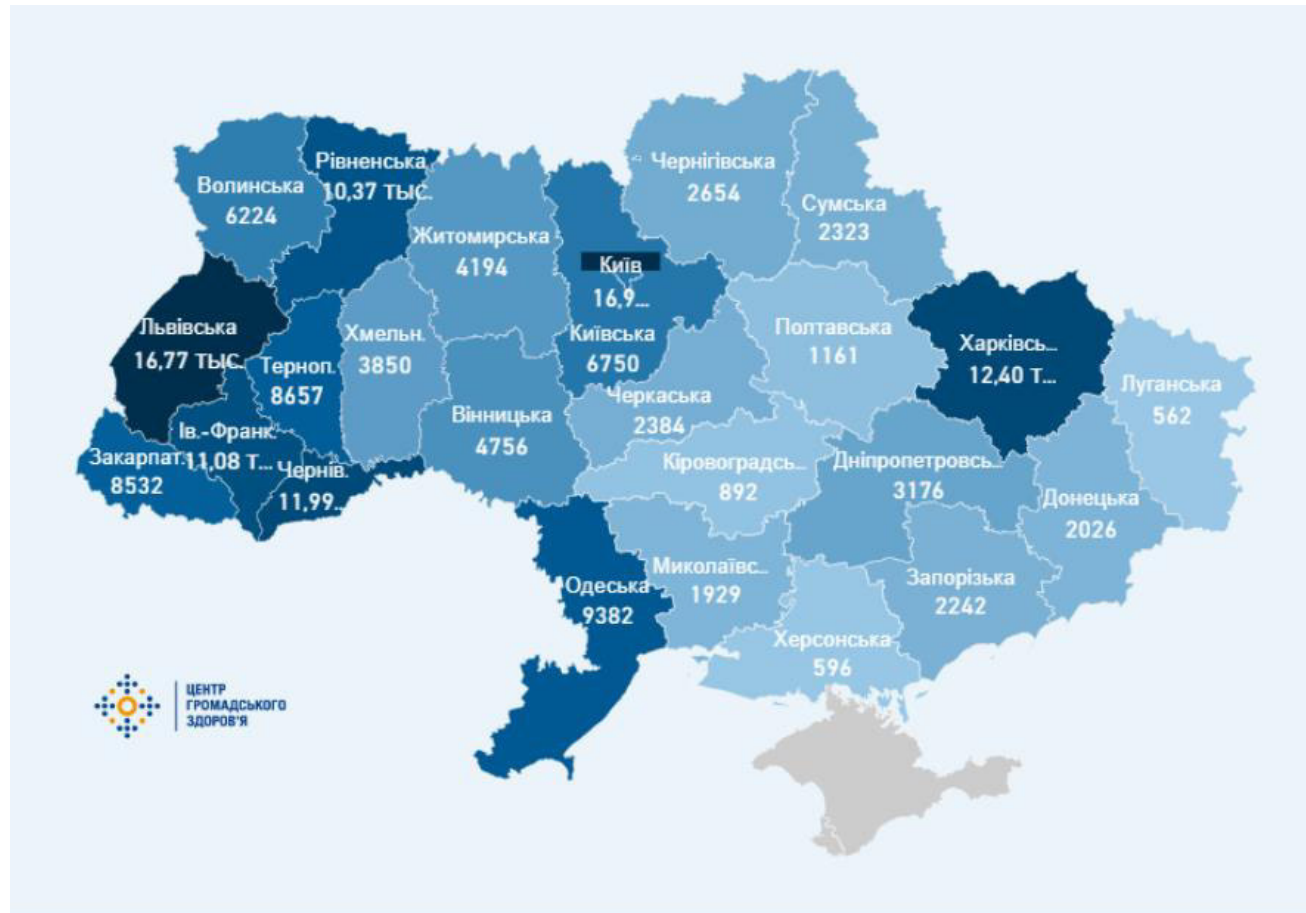 Волинська
6224
Рівненська
10,37 тыс.
Житомирська
4194
Київ
16,9...
Київська
6750
Чернігівська
2654
Сумська
2323
Львівська
16,77 тыс.
Терноп.
8657
Хмельн.
3850
Вінницька
4756
Черкаська
2384
Полтавська
1161
Харківсь...
12,40 т...
Луганська
562
Закарпат.
8532
Ів.-Франк.
11,08 т...
Чернів.
11,99...
Кіровоградсь...
892
Дніпропетровсь...
3176
Донецька
2026
Одеська
9382
Миколаївс...
1929
Запорізька
2242
Херсонська
596
ЦЕНТР
ГРОМАДСЬКОГО
ЗДОРОВ'Я